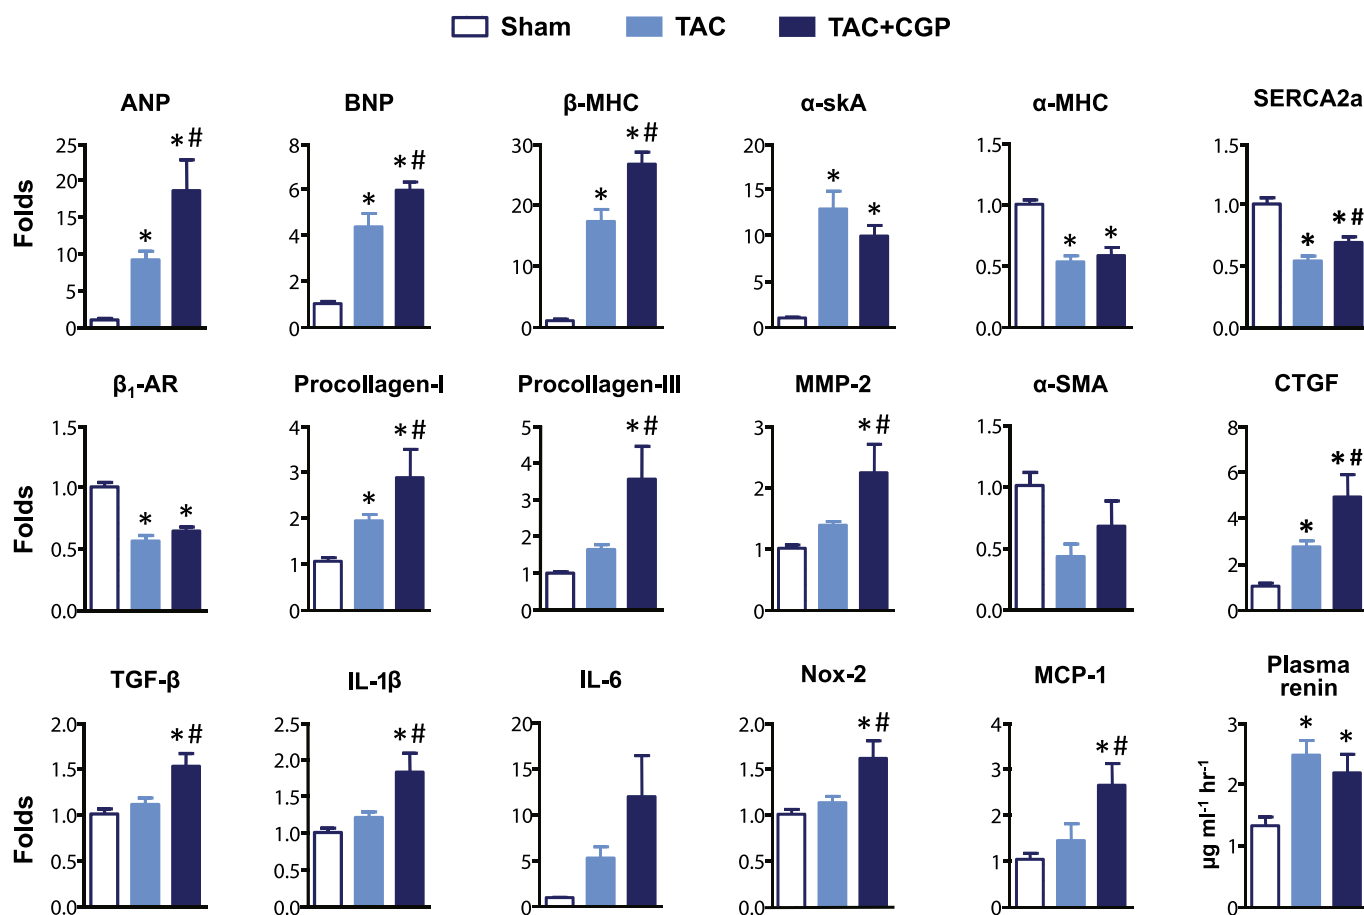 Sham TAC TAC+CGP
ANP BNP β-MHC α-skA α-MHC SERCA2a
Folds
25 20 15 10 5 0
* *#
8 6 4 2 0
* *#
30 20 10 0
* *#
20 15 10 5 0
* *
1.5 1.0 0.5 0.0
* *
1.5 1.0 0.5 0.0
* *#
β₁-AR Procollagen-I Procollagen-III MMP-2 α-SMA CTGF
Folds
1.5 1.0 0.5 0.0
* *
4 3 2 1 0
* *#
5 4 3 2 1 0
*#
3 2 1 0
*#
1.5 1.0 0.5 0.0
8 6 4 2 0
* *#
TGF-β IL-1β IL-6 Nox-2 MCP-1 Plasma
renin
Folds
2.0 1.5 1.0 0.5 0.0
*#
2.5 2.0 1.5 1.0 0.5 0.0
*#
20 15 10 5 0
2.0 1.5 1.0 0.5 0.0
*#
4 3 2 1 0
*#
µg ml⁻¹ hr⁻¹
3 2 1 0
* *